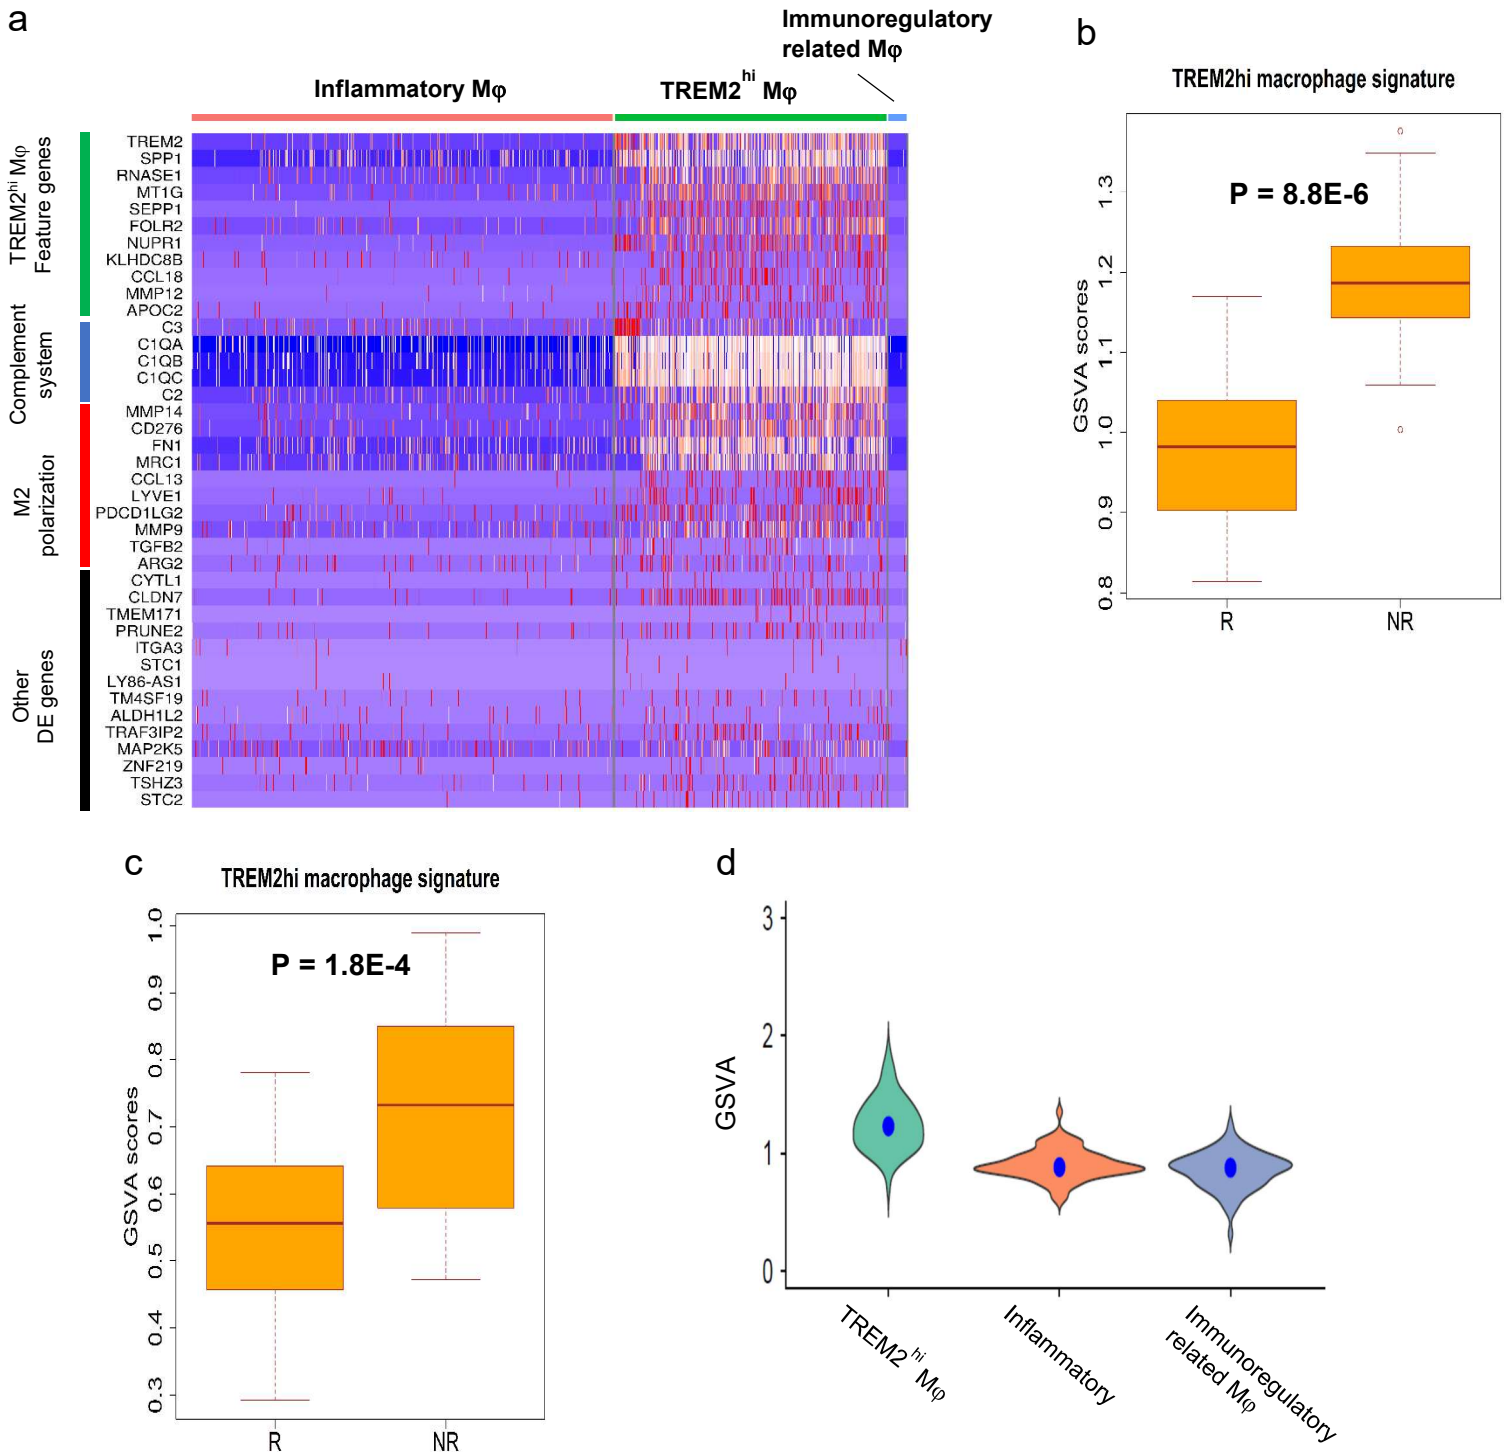 a
Immunoregulatory
related Mφ
Inflammatory Mφ
TREM2hi Mφ
TREM2hi Mφ
Feature genes
Complement
system
M2
polarization
Other
DE genes
TREM2
SPP1
RNASE1
MT1G
SEPP1
FOLR2
NUPR1
KLHDC8B
CCL18
MMP12
APOC2
C3
C1QA
C1QB
C1QC
C2
MMP14
CD276
FN1
MRC1
CCL13
LYVE1
PDCD1LG2
MMP9
TGFB2
ARG2
CYTL1
CLDN7
TMEM171
PRUNE2
ITGA3
STC1
LY86-AS1
TM4SF19
ALDH1L2
TRAF3IP2
MAP2K5
ZNF219
TSHZ3
STC2
b
TREM2hi macrophage signature
P = 8.8E-6
GSVA scores
1.3
1.2
1.1
1.0
0.9
0.8
R NR
c
TREM2hi macrophage signature
P = 1.8E-4
GSVA scores
1.0
0.9
0.8
0.7
0.6
0.5
0.4
0.3
R NR
d
GSVA
3
2
1
0
TREM2hi Mφ
Inflammatory
Immunoregulatory
related Mφ